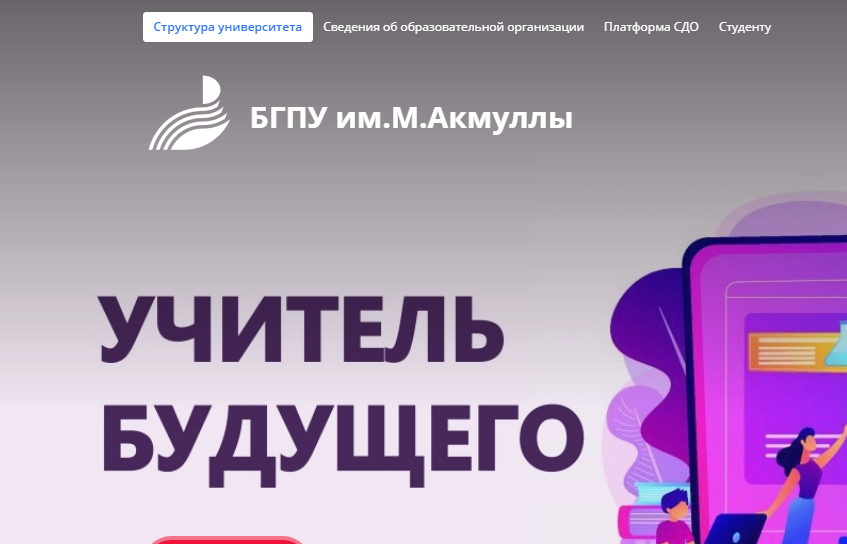 Структура университета Сведения об образовательной организации Платформа СДО Студенту
БГПУ им.М.Акмуллы
УЧИТЕЛЬ
БУДУЩЕГО